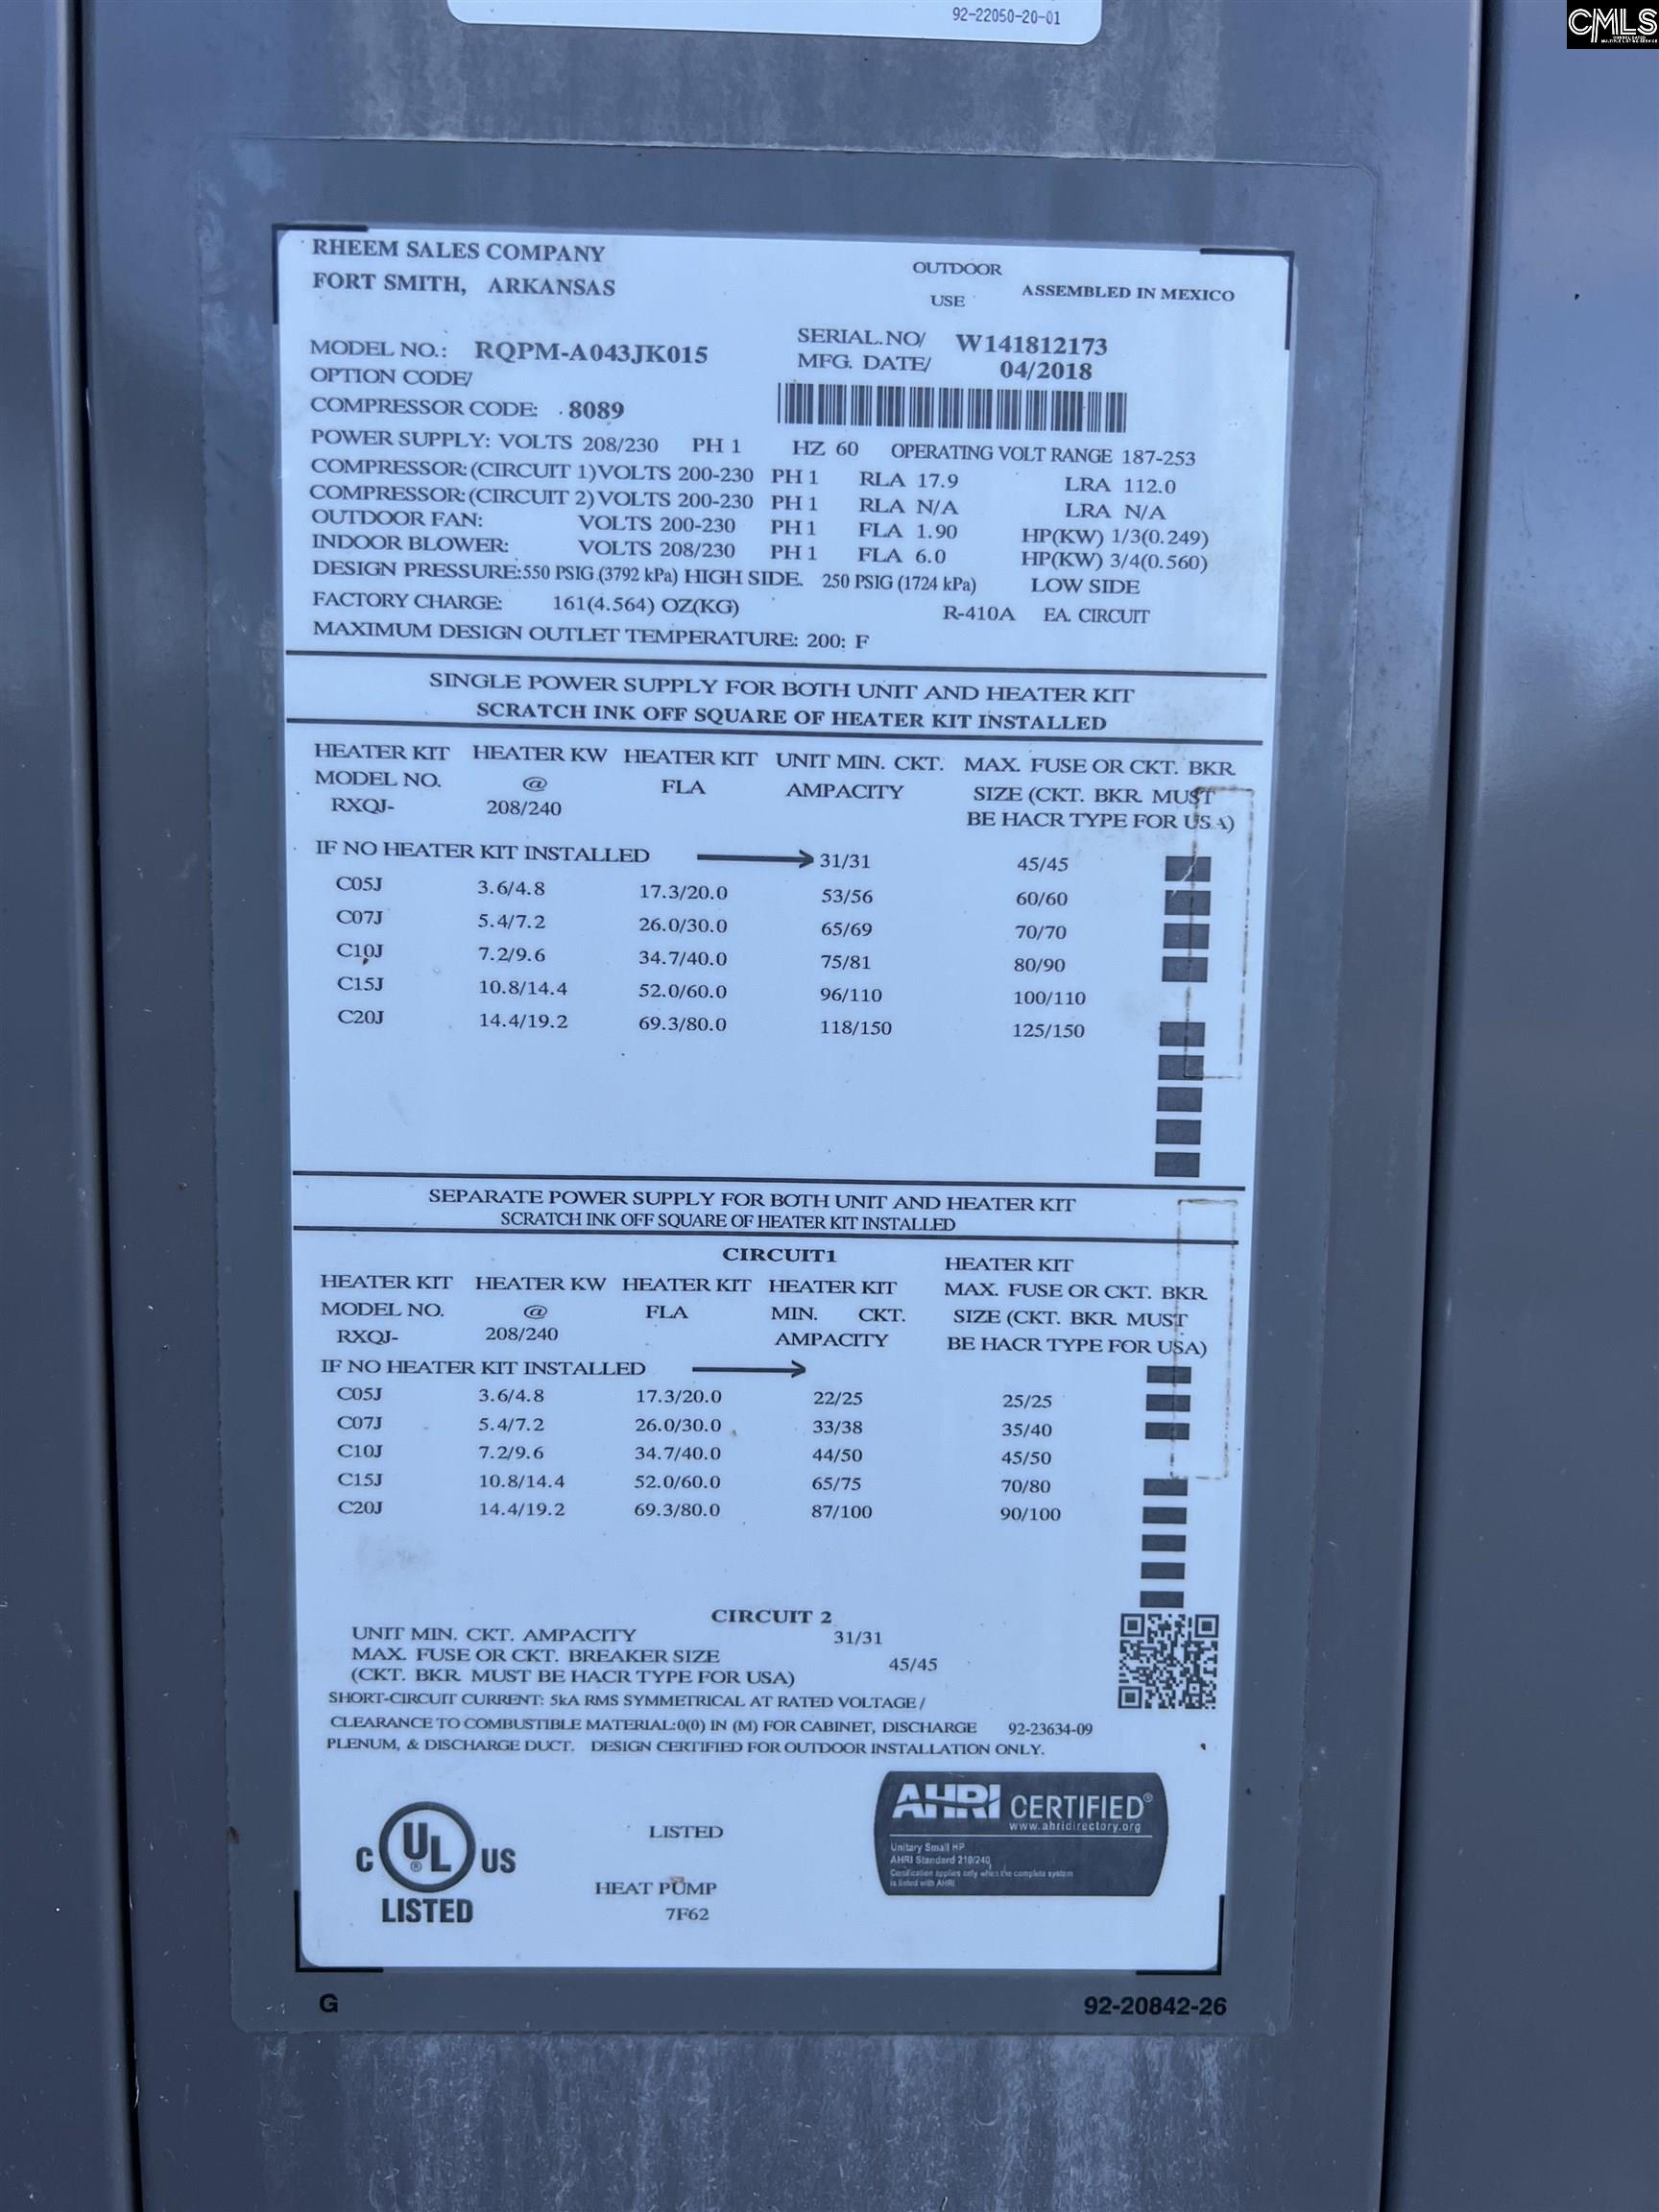 92-22050-20-01
CMLS
RHEEM SALES COMPANY
FORT SMITH, ARKANSAS
OUTDOOR USE
ASSEMBLED IN MEXICO
MODEL NO.: RQPM-A043JK015
SERIAL.NO/ W141812173
MFG. DATE/ 04/2018
OPTION CODE/
COMPRESSOR CODE: 8089
POWER SUPPLY: VOLTS 208/230 PH 1 HZ 60 OPERATING VOLT RANGE 187-253
COMPRESSOR: (CIRCUIT 1) VOLTS 200-230 PH 1 RLA 17.9 LRA 112.0
COMPRESSOR: (CIRCUIT 2) VOLTS 200-230 PH 1 RLA N/A LRA N/A
OUTDOOR FAN: VOLTS 200-230 PH 1 FLA 1.90 HP(KW) 1/3(0.249)
INDOOR BLOWER: VOLTS 208/230 PH 1 FLA 6.0 HP(KW) 3/4(0.560)
DESIGN PRESSURE: 550 PSIG (3792 kPa) HIGH SIDE. 250 PSIG (1724 kPa) LOW SIDE
FACTORY CHARGE: 161(4.564) OZ(KG) R-410A EA. CIRCUIT
MAXIMUM DESIGN OUTLET TEMPERATURE: 200: F
SINGLE POWER SUPPLY FOR BOTH UNIT AND HEATER KIT
SCRATCH INK OFF SQUARE OF HEATER KIT INSTALLED
HEATER KIT HEATER KW HEATER KIT UNIT MIN. CKT. MAX. FUSE OR CKT. BKR.
MODEL NO. @ FLA AMPACITY SIZE (CKT. BKR. MUST
RXQJ- 208/240 BE HACR TYPE FOR USA)
IF NO HEATER KIT INSTALLED 31/31 45/45
C05J 3.6/4.8 17.3/20.0 53/56 60/60
C07J 5.4/7.2 26.0/30.0 65/69 70/70
C10J 7.2/9.6 34.7/40.0 75/81 80/90
C15J 10.8/14.4 52.0/60.0 96/110 100/110
C20J 14.4/19.2 69.3/80.0 118/150 125/150
SEPARATE POWER SUPPLY FOR BOTH UNIT AND HEATER KIT
SCRATCH INK OFF SQUARE OF HEATER KIT INSTALLED
CIRCUIT1
HEATER KIT
HEATER KIT HEATER KW HEATER KIT HEATER KIT MAX. FUSE OR CKT. BKR.
MODEL NO. @ FLA MIN. CKT. SIZE (CKT. BKR. MUST
RXQJ- 208/240 AMPACITY BE HACR TYPE FOR USA)
IF NO HEATER KIT INSTALLED
C05J 3.6/4.8 17.3/20.0 22/25 25/25
C07J 5.4/7.2 26.0/30.0 33/38 35/40
C10J 7.2/9.6 34.7/40.0 44/50 45/50
C15J 10.8/14.4 52.0/60.0 65/75 70/80
C20J 14.4/19.2 69.3/80.0 87/100 90/100
CIRCUIT 2
UNIT MIN. CKT. AMPACITY 31/31
MAX. FUSE OR CKT. BREAKER SIZE 45/45
(CKT. BKR. MUST BE HACR TYPE FOR USA)
SHORT-CIRCUIT CURRENT: 5kA RMS SYMMETRICAL AT RATED VOLTAGE /
CLEARANCE TO COMBUSTIBLE MATERIAL:0(0) IN (M) FOR CABINET, DISCHARGE 92-23634-09
PLENUM, & DISCHARGE DUCT. DESIGN CERTIFIED FOR OUTDOOR INSTALLATION ONLY.
C UL ® US
LISTED
LISTED
HEAT PUMP
7F62
AHRI CERTIFIED®
www.ahridirectory.org
Unitary Small HP
AHRI Standard 210/240
Certification applies only when the complete system
is listed with AHRI
G
92-20842-26